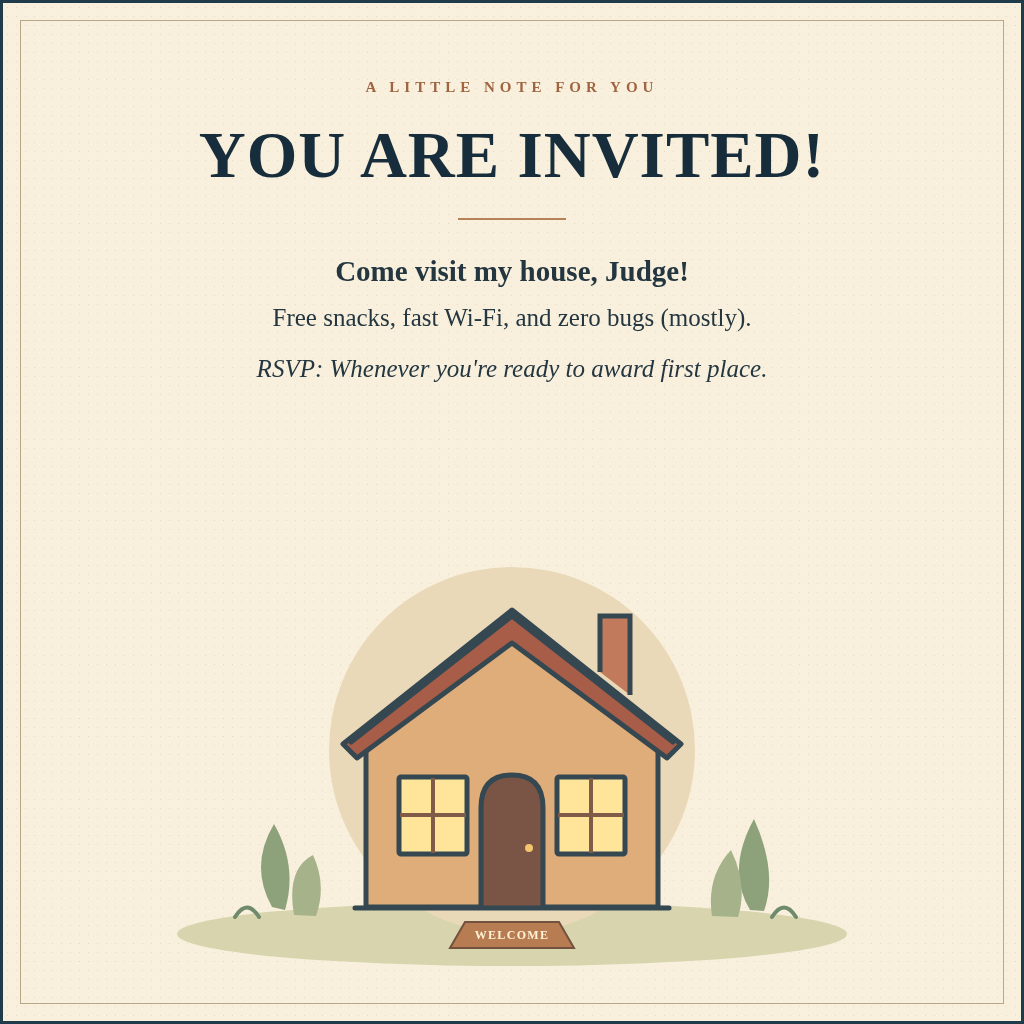 A LITTLE NOTE FOR YOU
YOU ARE INVITED!
Come visit my house, Judge!
Free snacks, fast Wi-Fi, and zero bugs (mostly).
RSVP: Whenever you're ready to award first place.
WELCOME